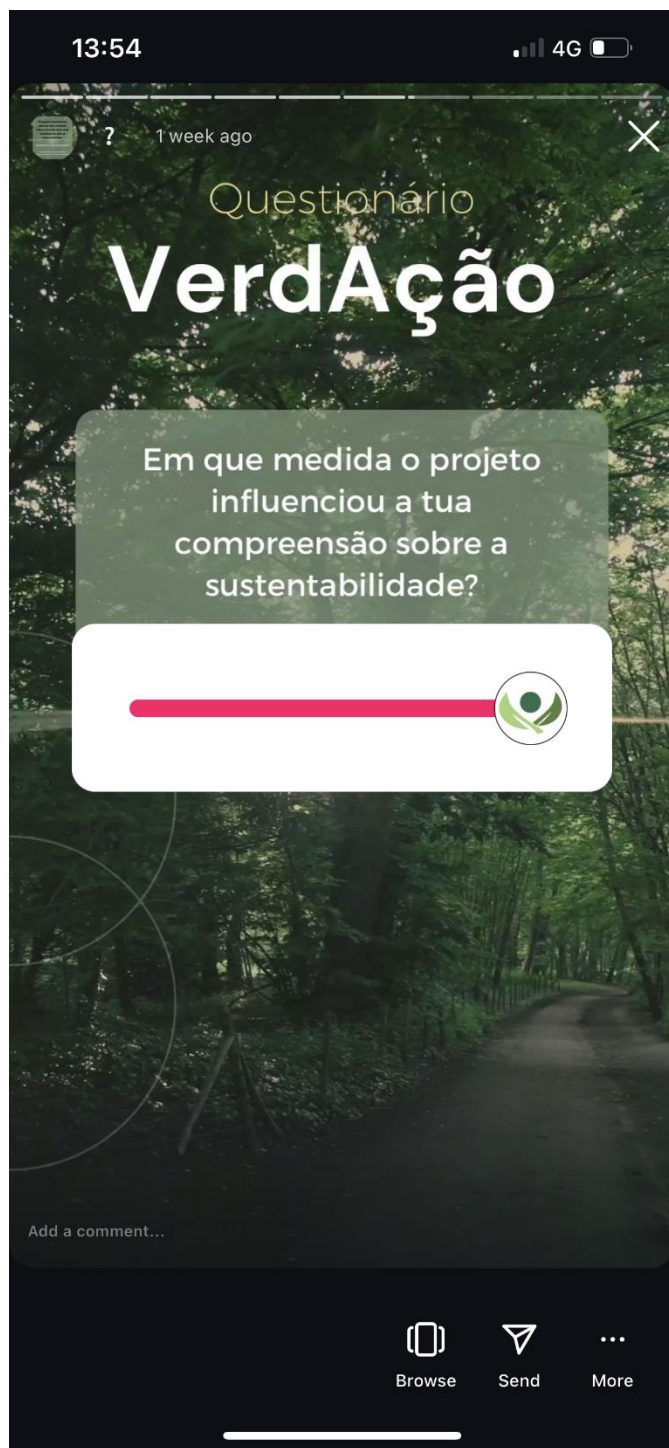 13:54
4G
? 1 week ago
Questionário
VerdAção
Em que medida o projeto
influenciou a tua
compreensão sobre a
sustentabilidade?
Add a comment...
Browse Send More